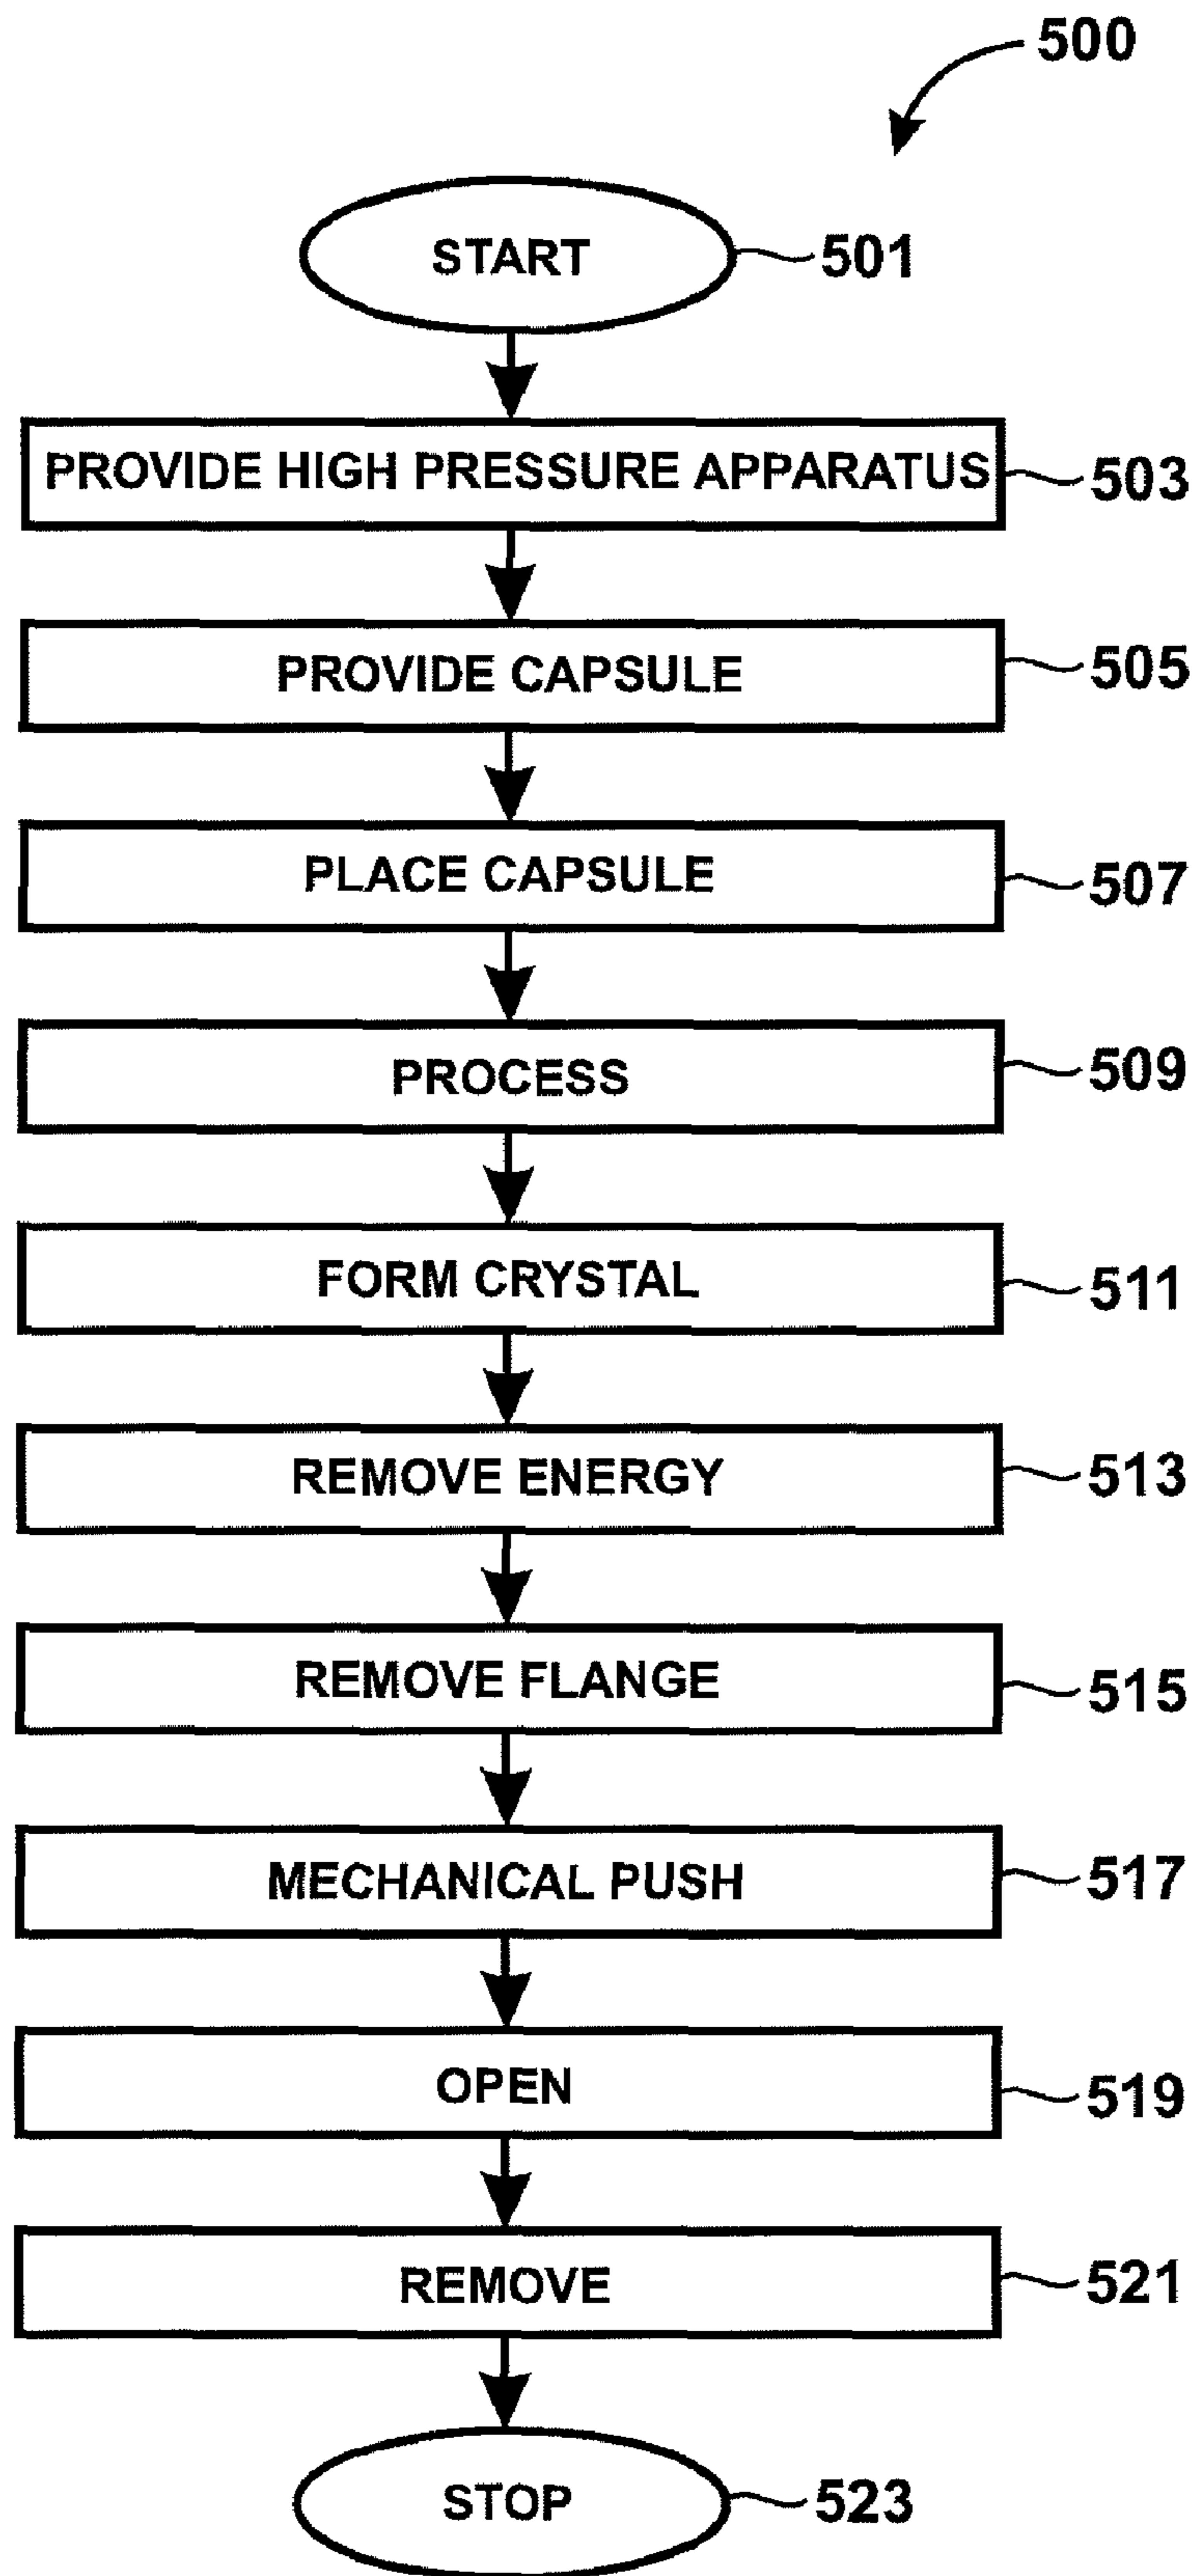 500
START 501
PROVIDE HIGH PRESSURE APPARATUS 503
PROVIDE CAPSULE 505
PLACE CAPSULE 507
PROCESS 509
FORM CRYSTAL 511
REMOVE ENERGY 513
REMOVE FLANGE 515
MECHANICAL PUSH 517
OPEN 519
REMOVE 521
STOP 523